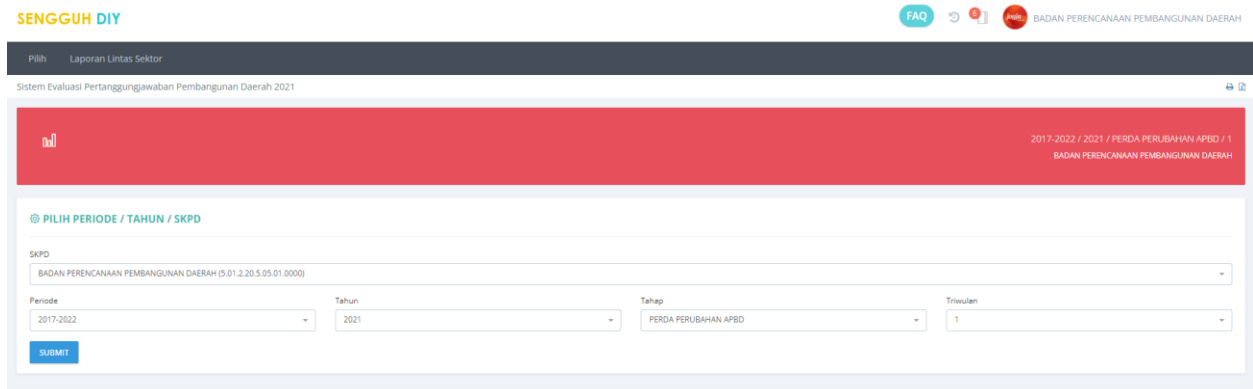 SENGGUH DIY
FAQ
6
jogja
BADAN PERENCANAAN PEMBANGUNAN DAERAH
Pilih Laporan Lintas Sektor
Sistem Evaluasi Pertanggungjawaban Pembangunan Daerah 2021
2017-2022 / 2021 / PERDA PERUBAHAN APBD / 1
BADAN PERENCANAAN PEMBANGUNAN DAERAH
PILIH PERIODE / TAHUN / SKPD
SKPD
BADAN PERENCANAAN PEMBANGUNAN DAERAH (5.01.2.20.5.05.01.0000)
Periode Tahun Tahap Triwulan
2017-2022 2021 PERDA PERUBAHAN APBD 1
SUBMIT